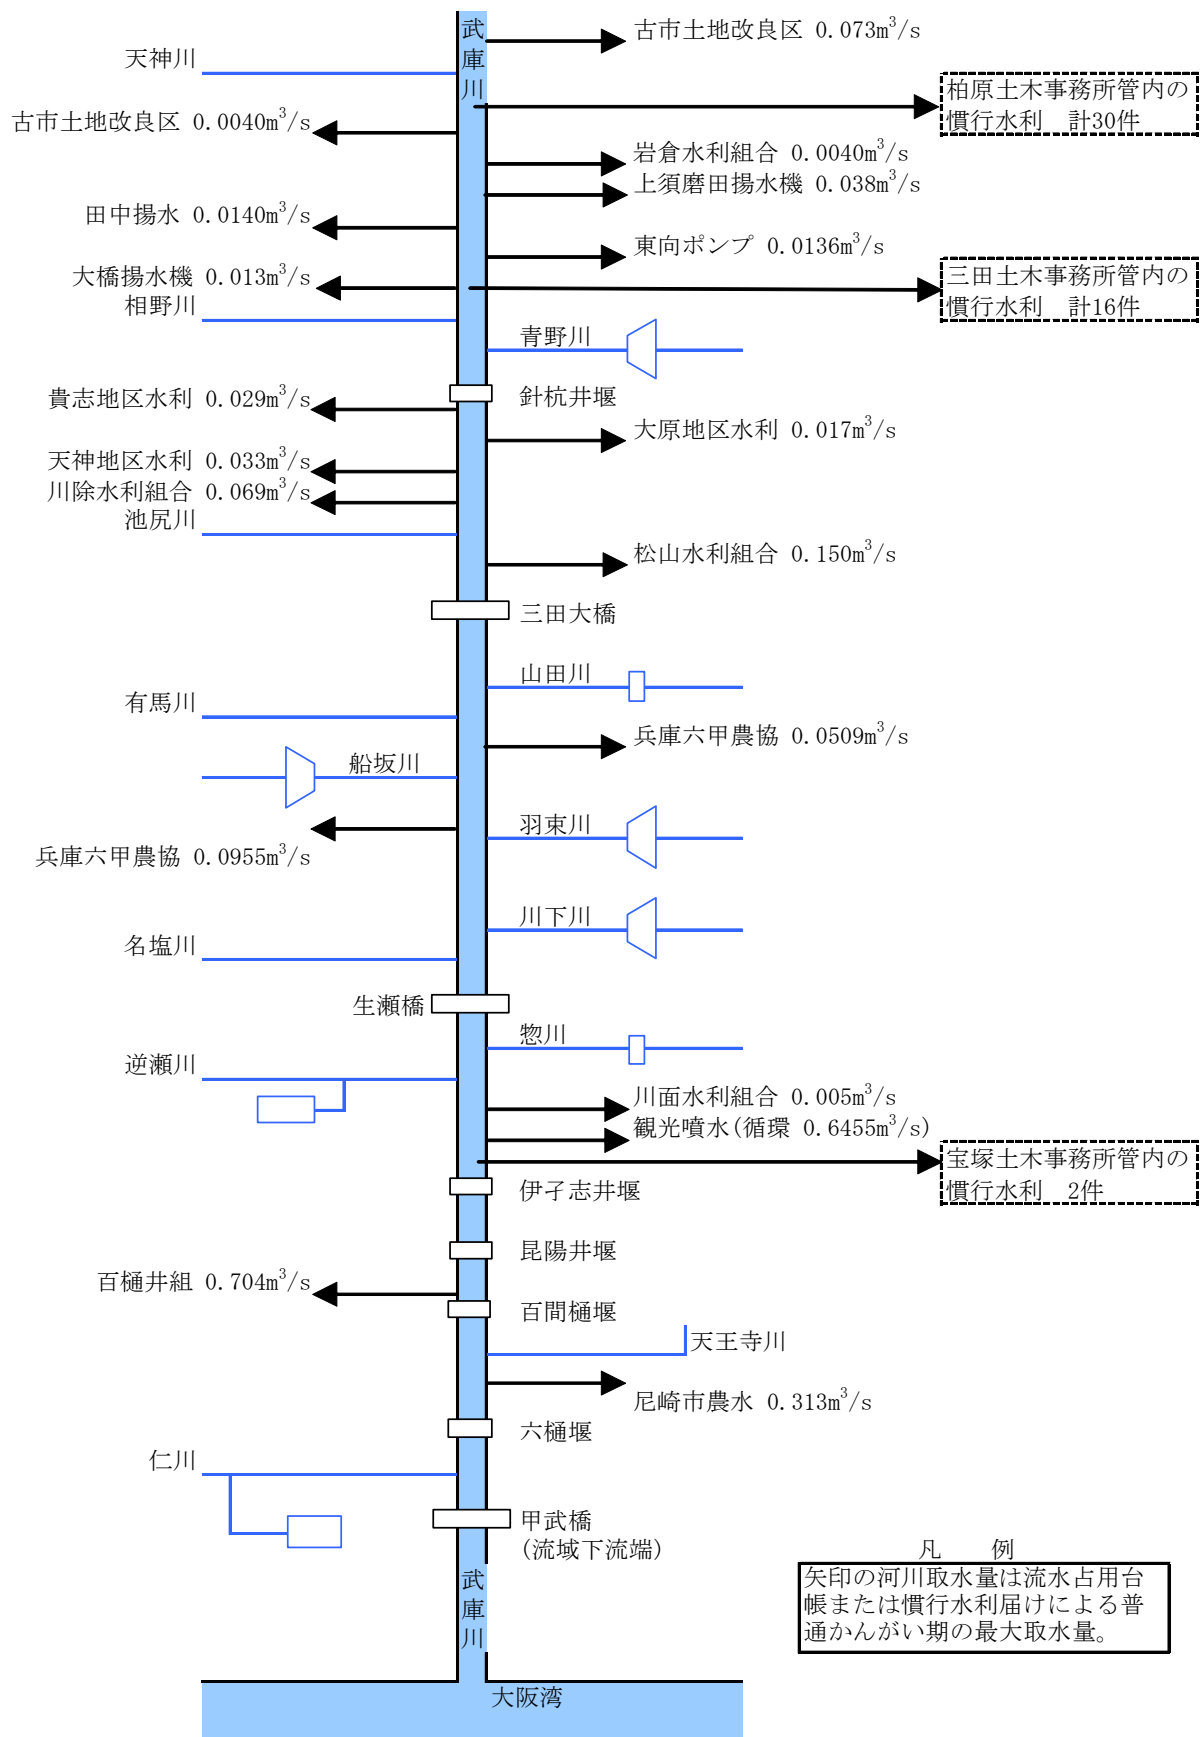 武庫川
古市土地改良区 0.073m³/s
天神川
柏原土木事務所管内の
慣行水利　計30件
古市土地改良区 0.0040m³/s
岩倉水利組合 0.0040m³/s
上須磨田揚水機 0.038m³/s
田中揚水 0.0140m³/s
東向ポンプ 0.0136m³/s
大橋揚水機 0.013m³/s
三田土木事務所管内の
慣行水利　計16件
相野川
青野川
貴志地区水利 0.029m³/s
針杭井堰
大原地区水利 0.017m³/s
天神地区水利 0.033m³/s
川除水利組合 0.069m³/s
池尻川
松山水利組合 0.150m³/s
三田大橋
山田川
有馬川
兵庫六甲農協 0.0509m³/s
船坂川
羽束川
兵庫六甲農協 0.0955m³/s
川下川
名塩川
生瀬橋
惣川
逆瀬川
川面水利組合 0.005m³/s
観光噴水(循環 0.6455m³/s)
宝塚土木事務所管内の
慣行水利　2件
伊孑志井堰
昆陽井堰
百樋井組 0.704m³/s
百間樋堰
天王寺川
尼崎市農水 0.313m³/s
六樋堰
仁川
甲武橋
(流域下流端)
凡　例
矢印の河川取水量は流水占用台
帳または慣行水利届けによる普
通かんがい期の最大取水量。
武庫川
大阪湾